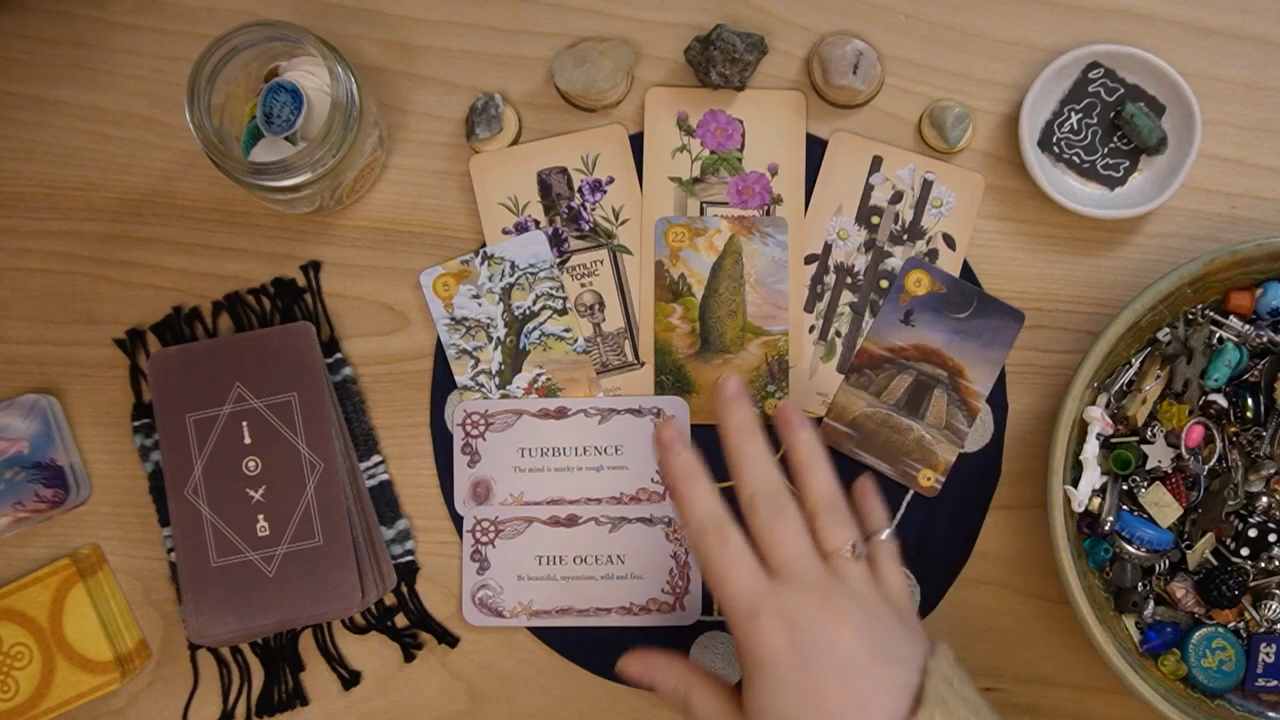 22
5
8
FERTILITY
TONIC
TURBULENCE
The mind is murky in rough waters.
THE OCEAN
Be beautiful, mysterious, wild and free.
32